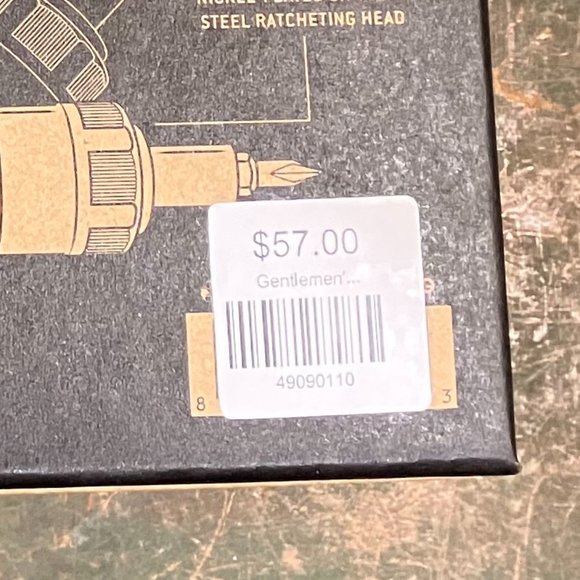 STEEL RATCHETING HEAD
$57.00
Gentlemen'...
49090110
8
3